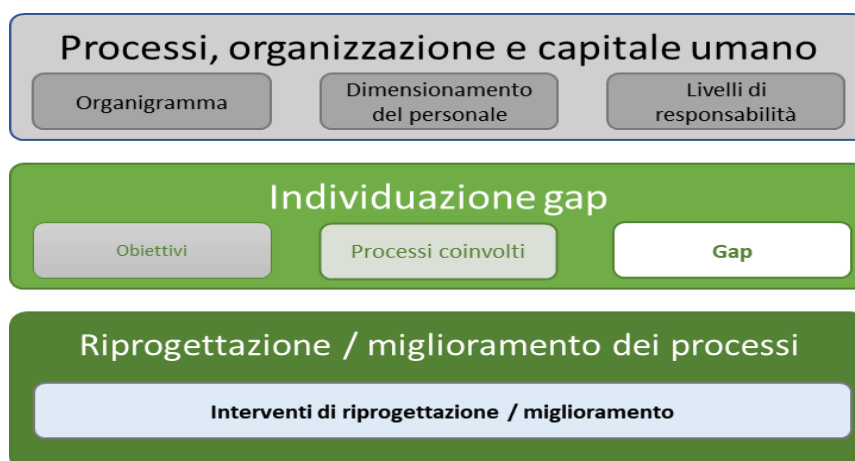 Processi, organizzazione e capitale umano
Organigramma
Dimensionamento
del personale
Livelli di
responsabilità
Individuazione gap
Obiettivi
Processi coinvolti
Gap
Riprogettazione / miglioramento dei processi
Interventi di riprogettazione / miglioramento